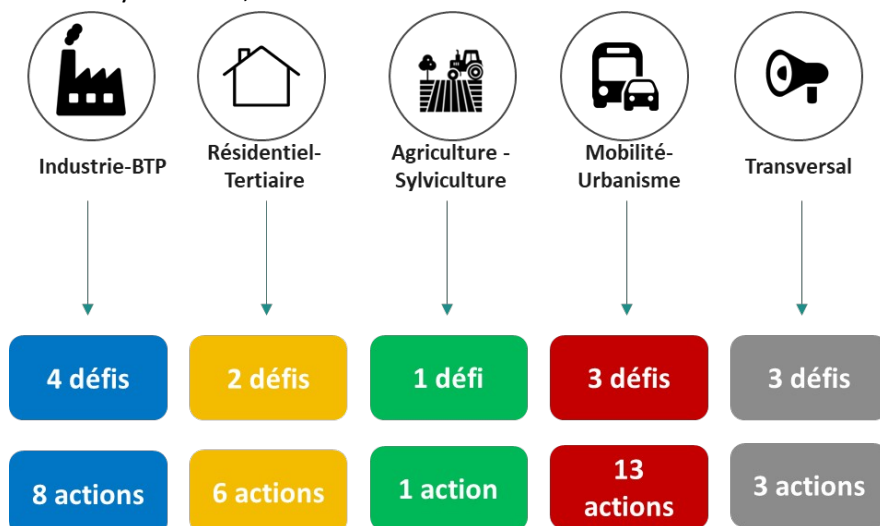 Industrie-BTP
Résidentiel-
Tertiaire
Agriculture -
Sylviculture
Mobilité-
Urbanisme
Transversal
4 défis
2 défis
1 défi
3 défis
3 défis
8 actions
6 actions
1 action
13
actions
3 actions